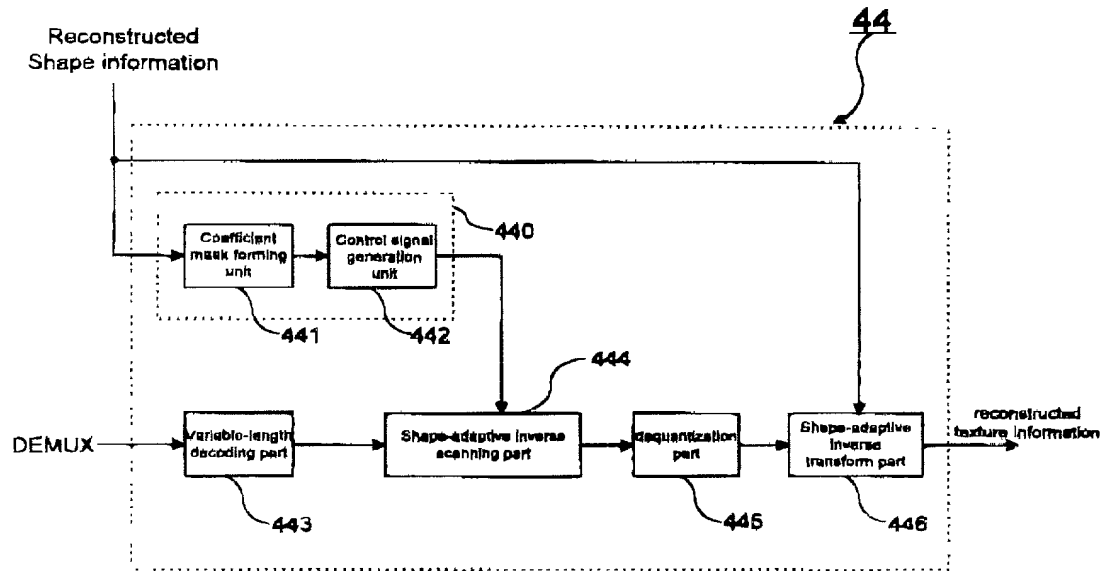 44
Reconstructed
Shape information
440
Coefficient
mask forming
unit
Control signal
generation
unit
441
442
444
DEMUX
Variable-length
decoding part
Shape-adaptive inverse
scanning part
dequantization
part
Shape-adaptive
inverse
transform part
reconstructed
texture information
443
445
446